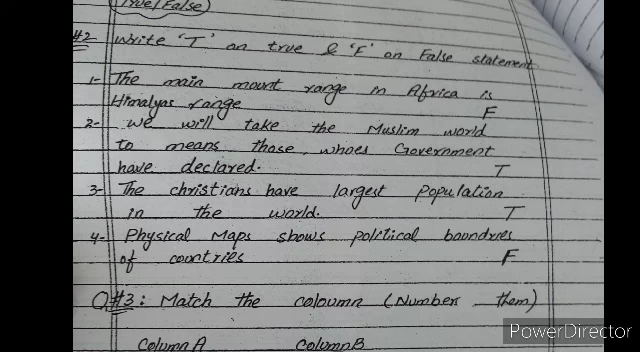 True/False)
#2 Write 'T' on true & 'F' on False statement
1- The main mount range in Africa is
Himalyas range F
2- We will take the Muslim world
to means those, whoes Government
have declared. T
3- The christians have largest population
in the world. T
4- Physical Maps shows political boundries
of countries F
Q#3: Match the coloumn (Number them)
Column A Column B
PowerDirector